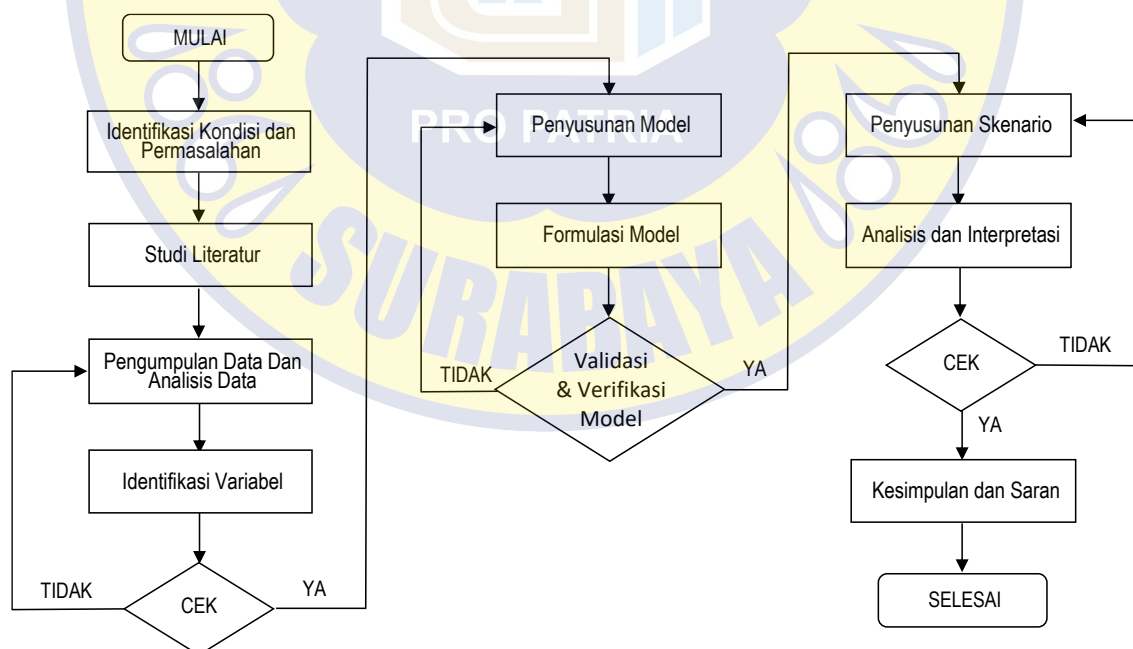 MULAI
Identifikasi Kondisi dan
Permasalahan
Studi Literatur
Pengumpulan Data Dan
Analisis Data
Identifikasi Variabel
CEK
TIDAK
YA
Penyusunan Model
Formulasi Model
Validasi
& Verifikasi
Model
TIDAK
YA
Penyusunan Skenario
Analisis dan Interpretasi
CEK
TIDAK
YA
Kesimpulan dan Saran
SELESAI
PRO PATRIA
SURABAYA